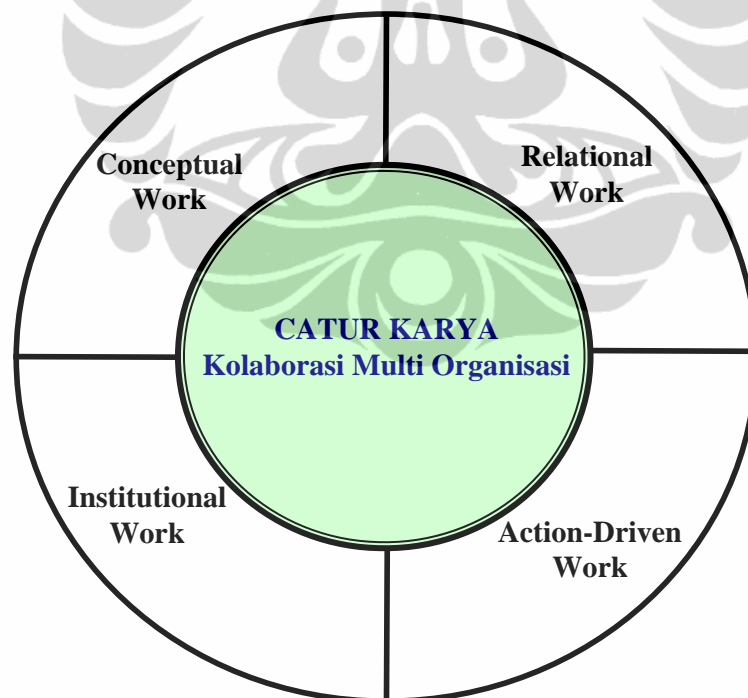 Conceptual
Work
Relational
Work
CATUR KARYA
Kolaborasi Multi Organisasi
Institutional
Work
Action-Driven
Work